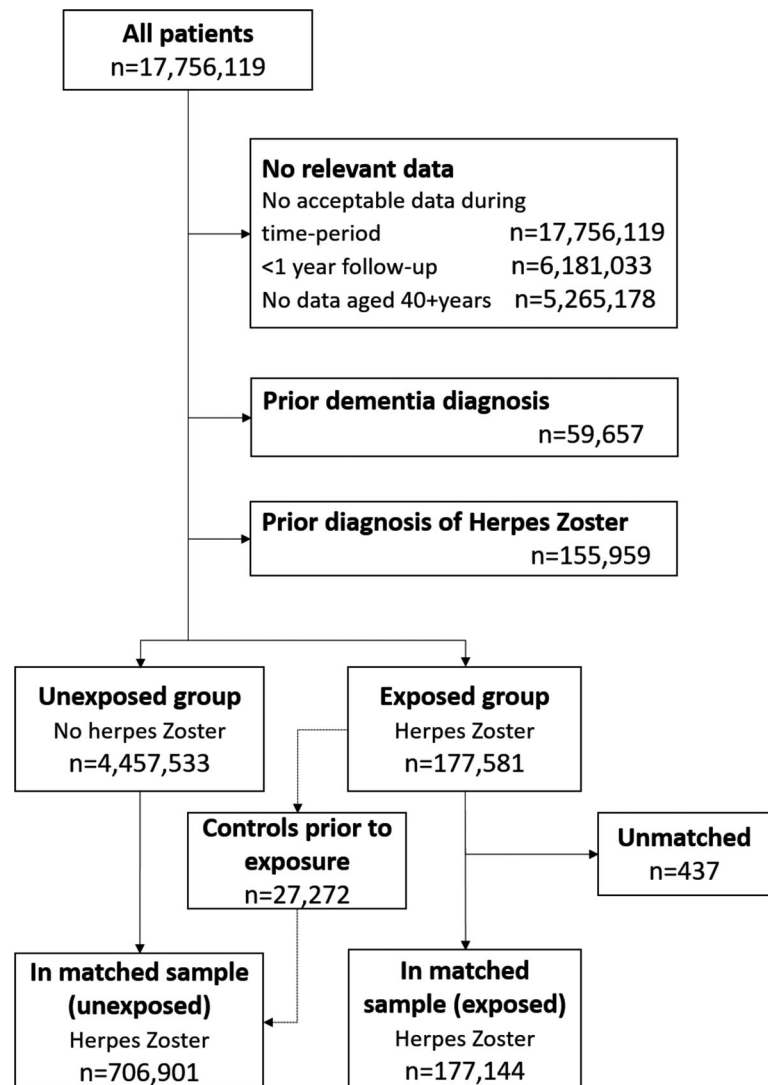 All patients
n=17,756,119
No relevant data
No acceptable data during
time-period n=17,756,119
<1 year follow-up n=6,181,033
No data aged 40+years n=5,265,178
Prior dementia diagnosis
n=59,657
Prior diagnosis of Herpes Zoster
n=155,959
Unexposed group
No herpes Zoster
n=4,457,533
Exposed group
Herpes Zoster
n=177,581
Controls prior to
exposure
n=27,272
Unmatched
n=437
In matched sample
(unexposed)
Herpes Zoster
n=706,901
In matched
sample (exposed)
Herpes Zoster
n=177,144